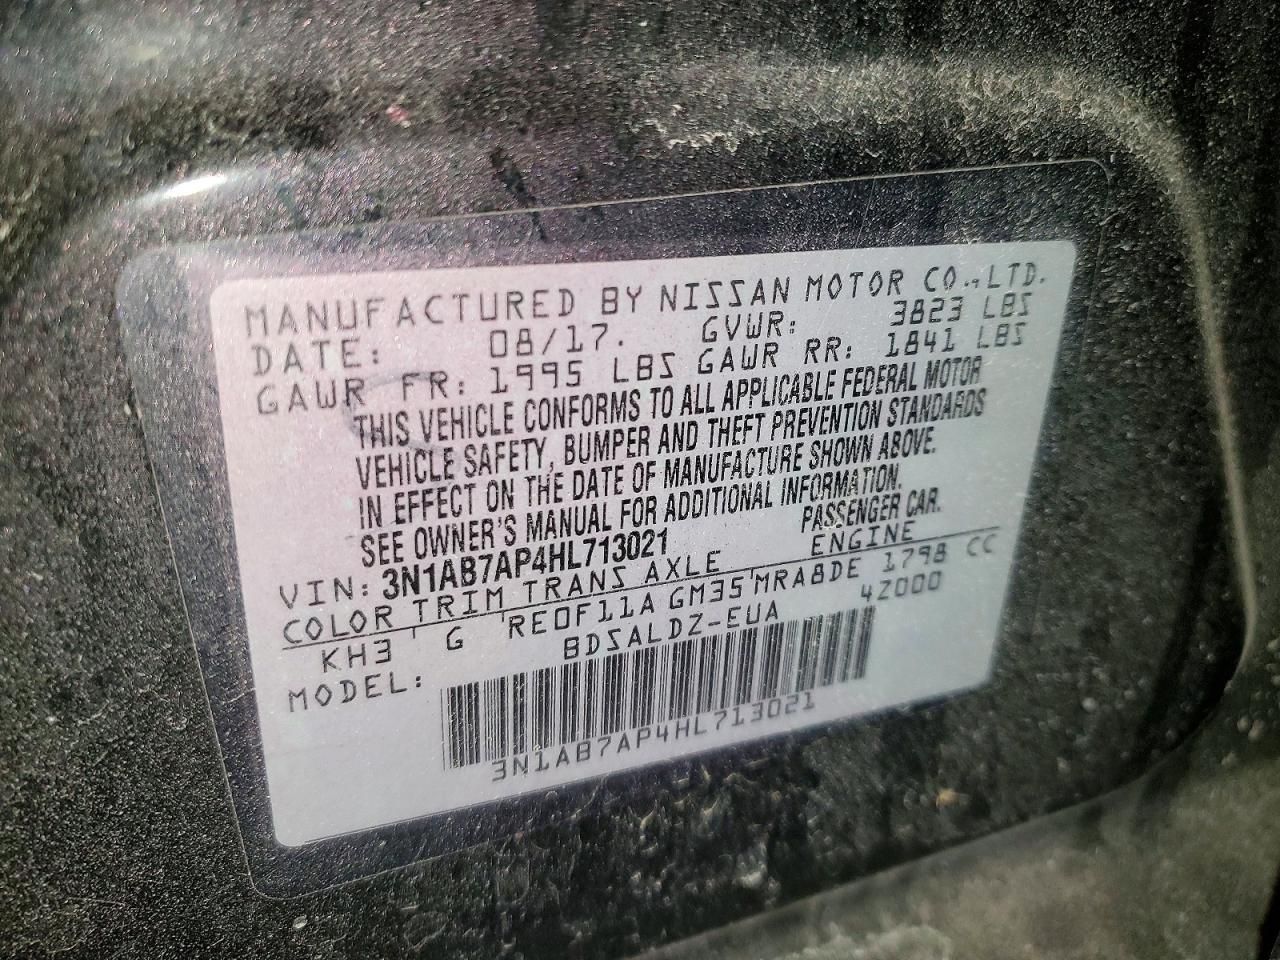 MANUFACTURED BY NISSAN MOTOR CO.,LTD.
DATE: 08/17. GVWR: 3823 LBS
GAWR FR: 1995 LBS GAWR RR: 1841 LBS
THIS VEHICLE CONFORMS TO ALL APPLICABLE FEDERAL MOTOR
VEHICLE SAFETY, BUMPER AND THEFT PREVENTION STANDARDS
IN EFFECT ON THE DATE OF MANUFACTURE SHOWN ABOVE.
SEE OWNER'S MANUAL FOR ADDITIONAL INFORMATION.
VIN: 3N1AB7AP4HL713021 PASSENGER CAR.
COLOR TRIM TRANS AXLE ENGINE
KH3 G RE0F11A GM35 MRA8DE 1798 CC
MODEL: BDSALDZ-EUA 42000
3N1AB7AP4HL713021